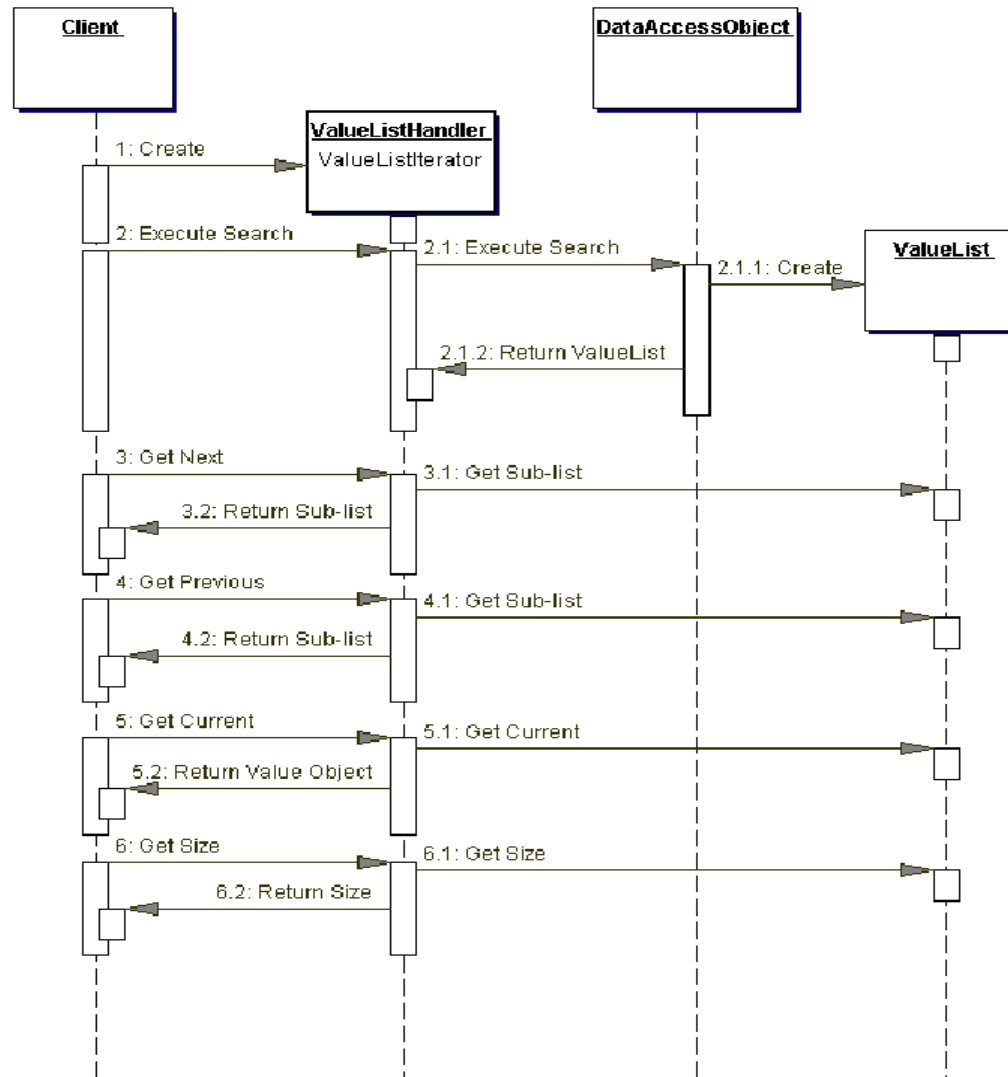 Client
DataAccessObject
ValueListHandler
ValueListIterator
1: Create
2: Execute Search
2.1: Execute Search
ValueList
2.1.1: Create
2.1.2: Return ValueList
3: Get Next
3.1: Get Sub-list
3.2: Return Sub-list
4: Get Previous
4.1: Get Sub-list
4.2: Return Sub-list
5: Get Current
5.1: Get Current
5.2: Return Value Object
6: Get Size
6.1: Get Size
6.2: Return Size